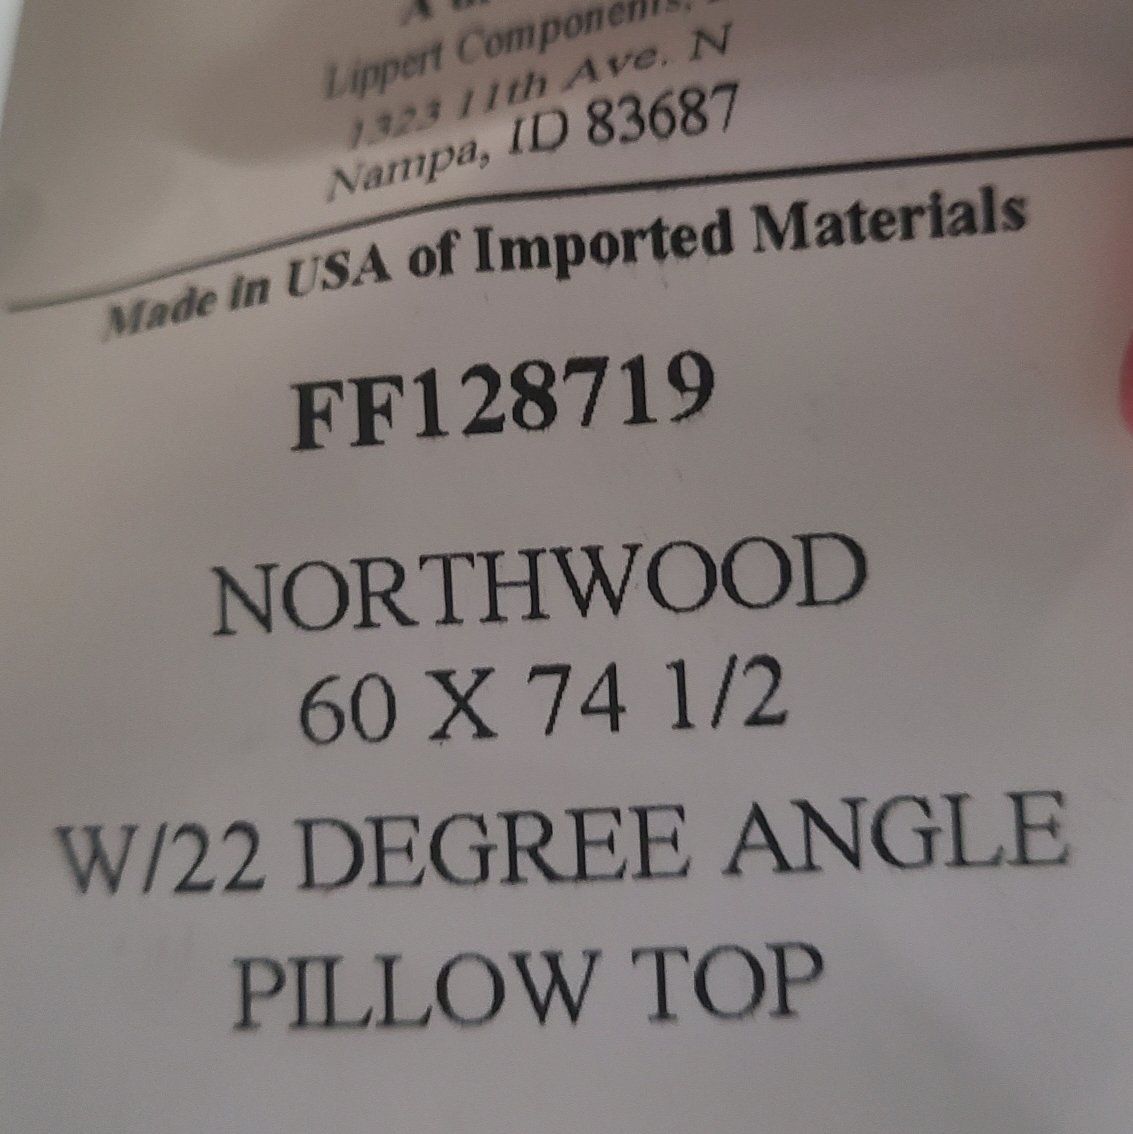 Lippert Components,
1323 11th Ave. N
Nampa, ID 83687
Made in USA of Imported Materials
FF128719
NORTHWOOD
60 X 74 1/2
W/22 DEGREE ANGLE
PILLOW TOP